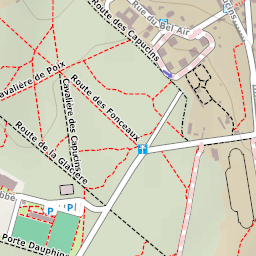 Route des Capucins
Rue du Bel Air
Cavalière de Poix
Cavalière des Capucins
Route des Fonceaux
Route de la Glacière
P
P
Porte Dauphine